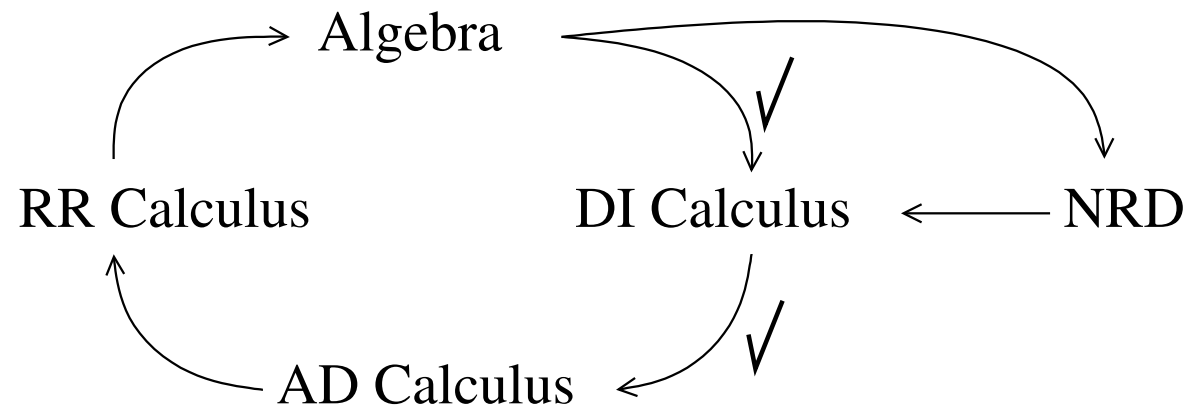 Algebra
√
RR Calculus
DI Calculus
NRD
√
AD Calculus